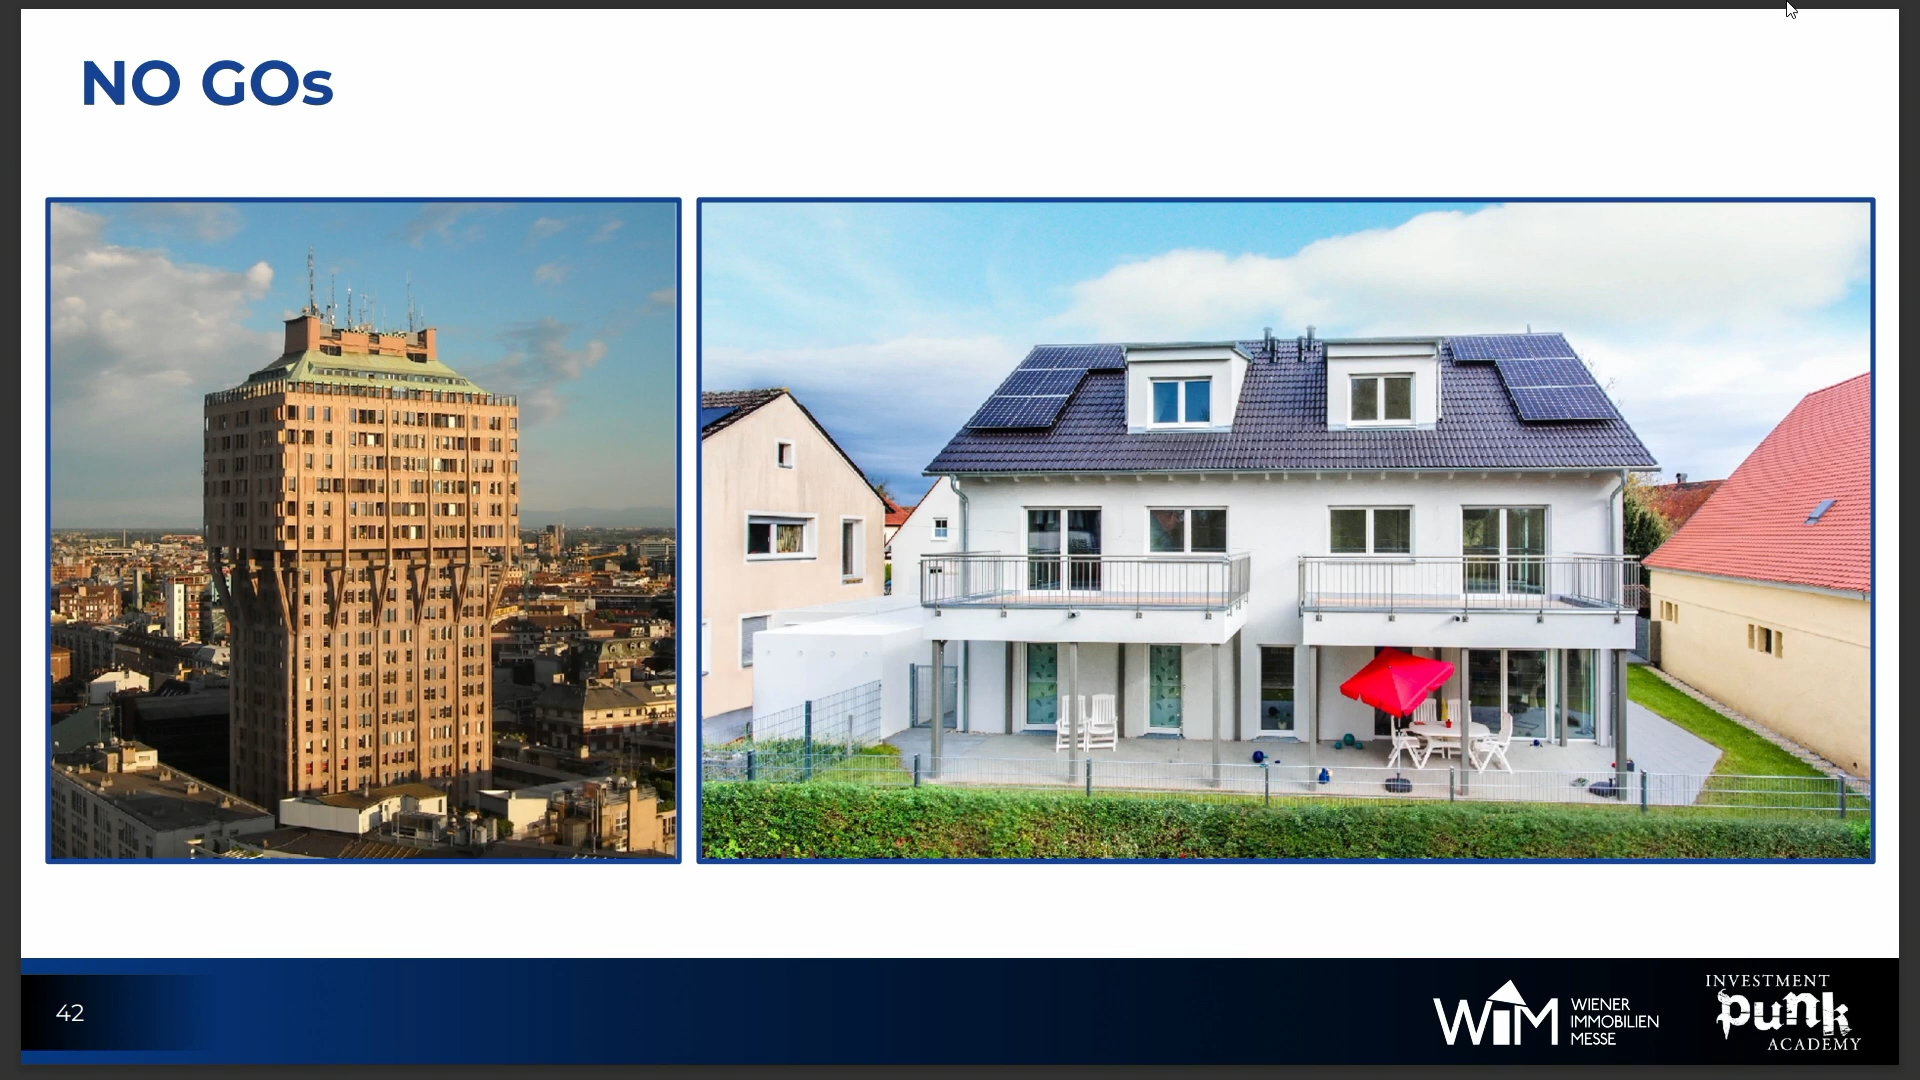 NO GOs
42
WIM
WIENER
IMMOBILIEN
MESSE
INVESTMENT
punk
ACADEMY